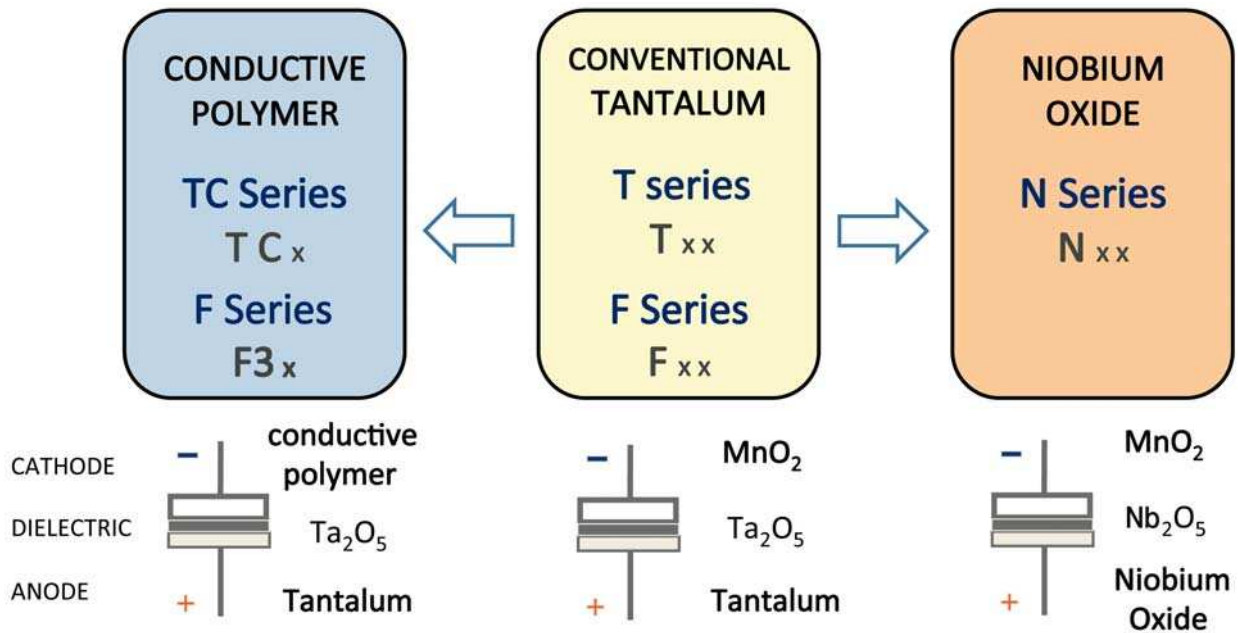 CONDUCTIVE
POLYMER
TC Series
T C x
F Series
F3 x
CONVENTIONAL
TANTALUM
T series
T x x
F Series
F x x
NIOBIUM
OXIDE
N Series
N x x
CATHODE
DIELECTRIC
ANODE
−
conductive
polymer
Ta₂O₅
+
Tantalum
−
MnO₂
Ta₂O₅
+
Tantalum
−
MnO₂
Nb₂O₅
+
Niobium
Oxide